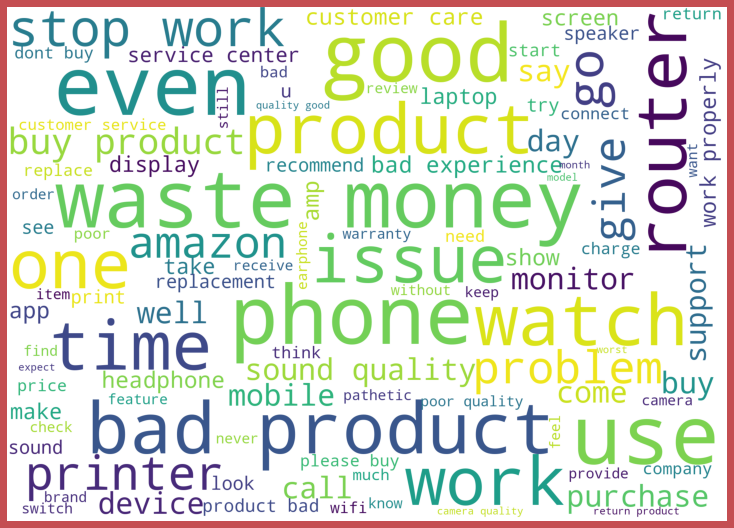 stop work
customer care
screen
return
dont buy
service center
good
start
speaker
router
even
bad
u
still
quality good
review
laptop
say
go
try
connect
work properly
customer service
product
day
buy product
display
recommend
bad experience
month
model
want
replace
order
waste money
amp
give
see
poor
amazon
earphone
warranty
need
charge
one
take
receive
issue
show
support
replacement
monitor
item
print
without
keep
app
well
phone
watch
time
find
expect
think
sound quality
problem
worst
price
headphone
feature
mobile
pathetic
poor quality
come
buy
camera
make
check
bad product
feel
use
sound
never
printer
look
please buy
much
work
provide
company
call
purchase
brand
switch
device
product bad
wifi
know
camera quality
return product